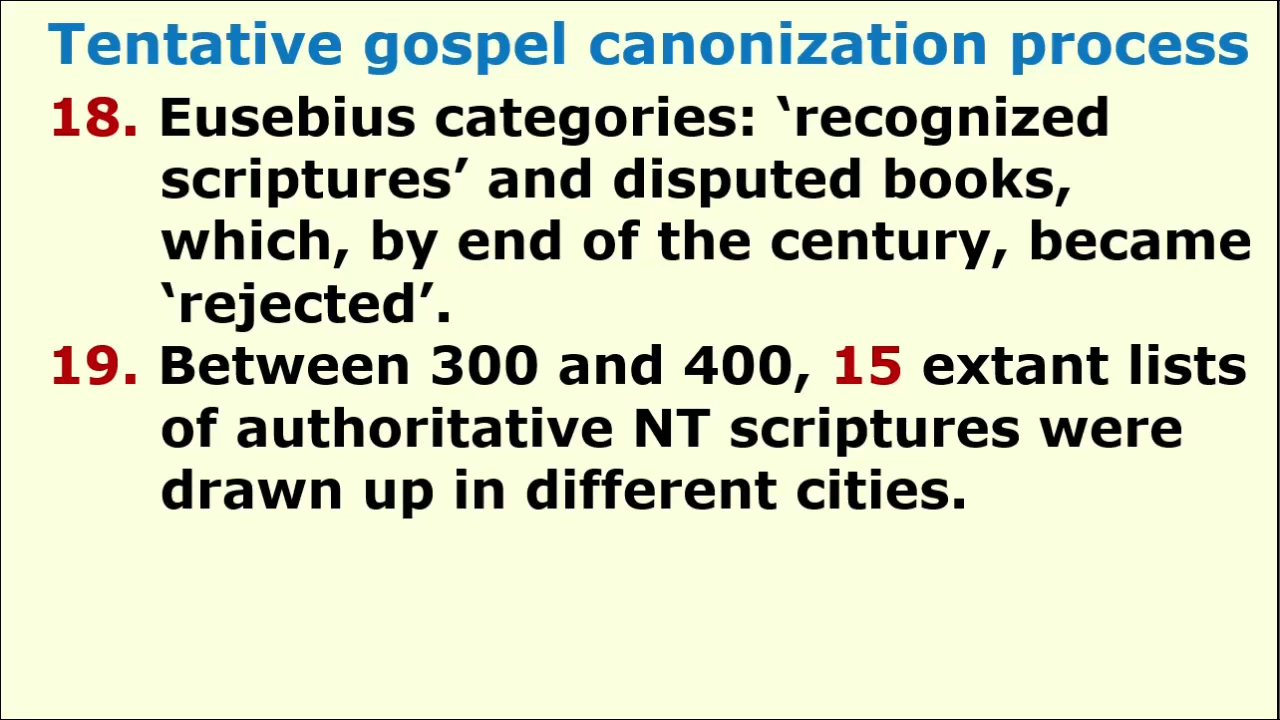 Tentative gospel canonization process
18. Eusebius categories: ‘recognized
scriptures’ and disputed books,
which, by end of the century, became
‘rejected’.
19. Between 300 and 400, 15 extant lists
of authoritative NT scriptures were
drawn up in different cities.